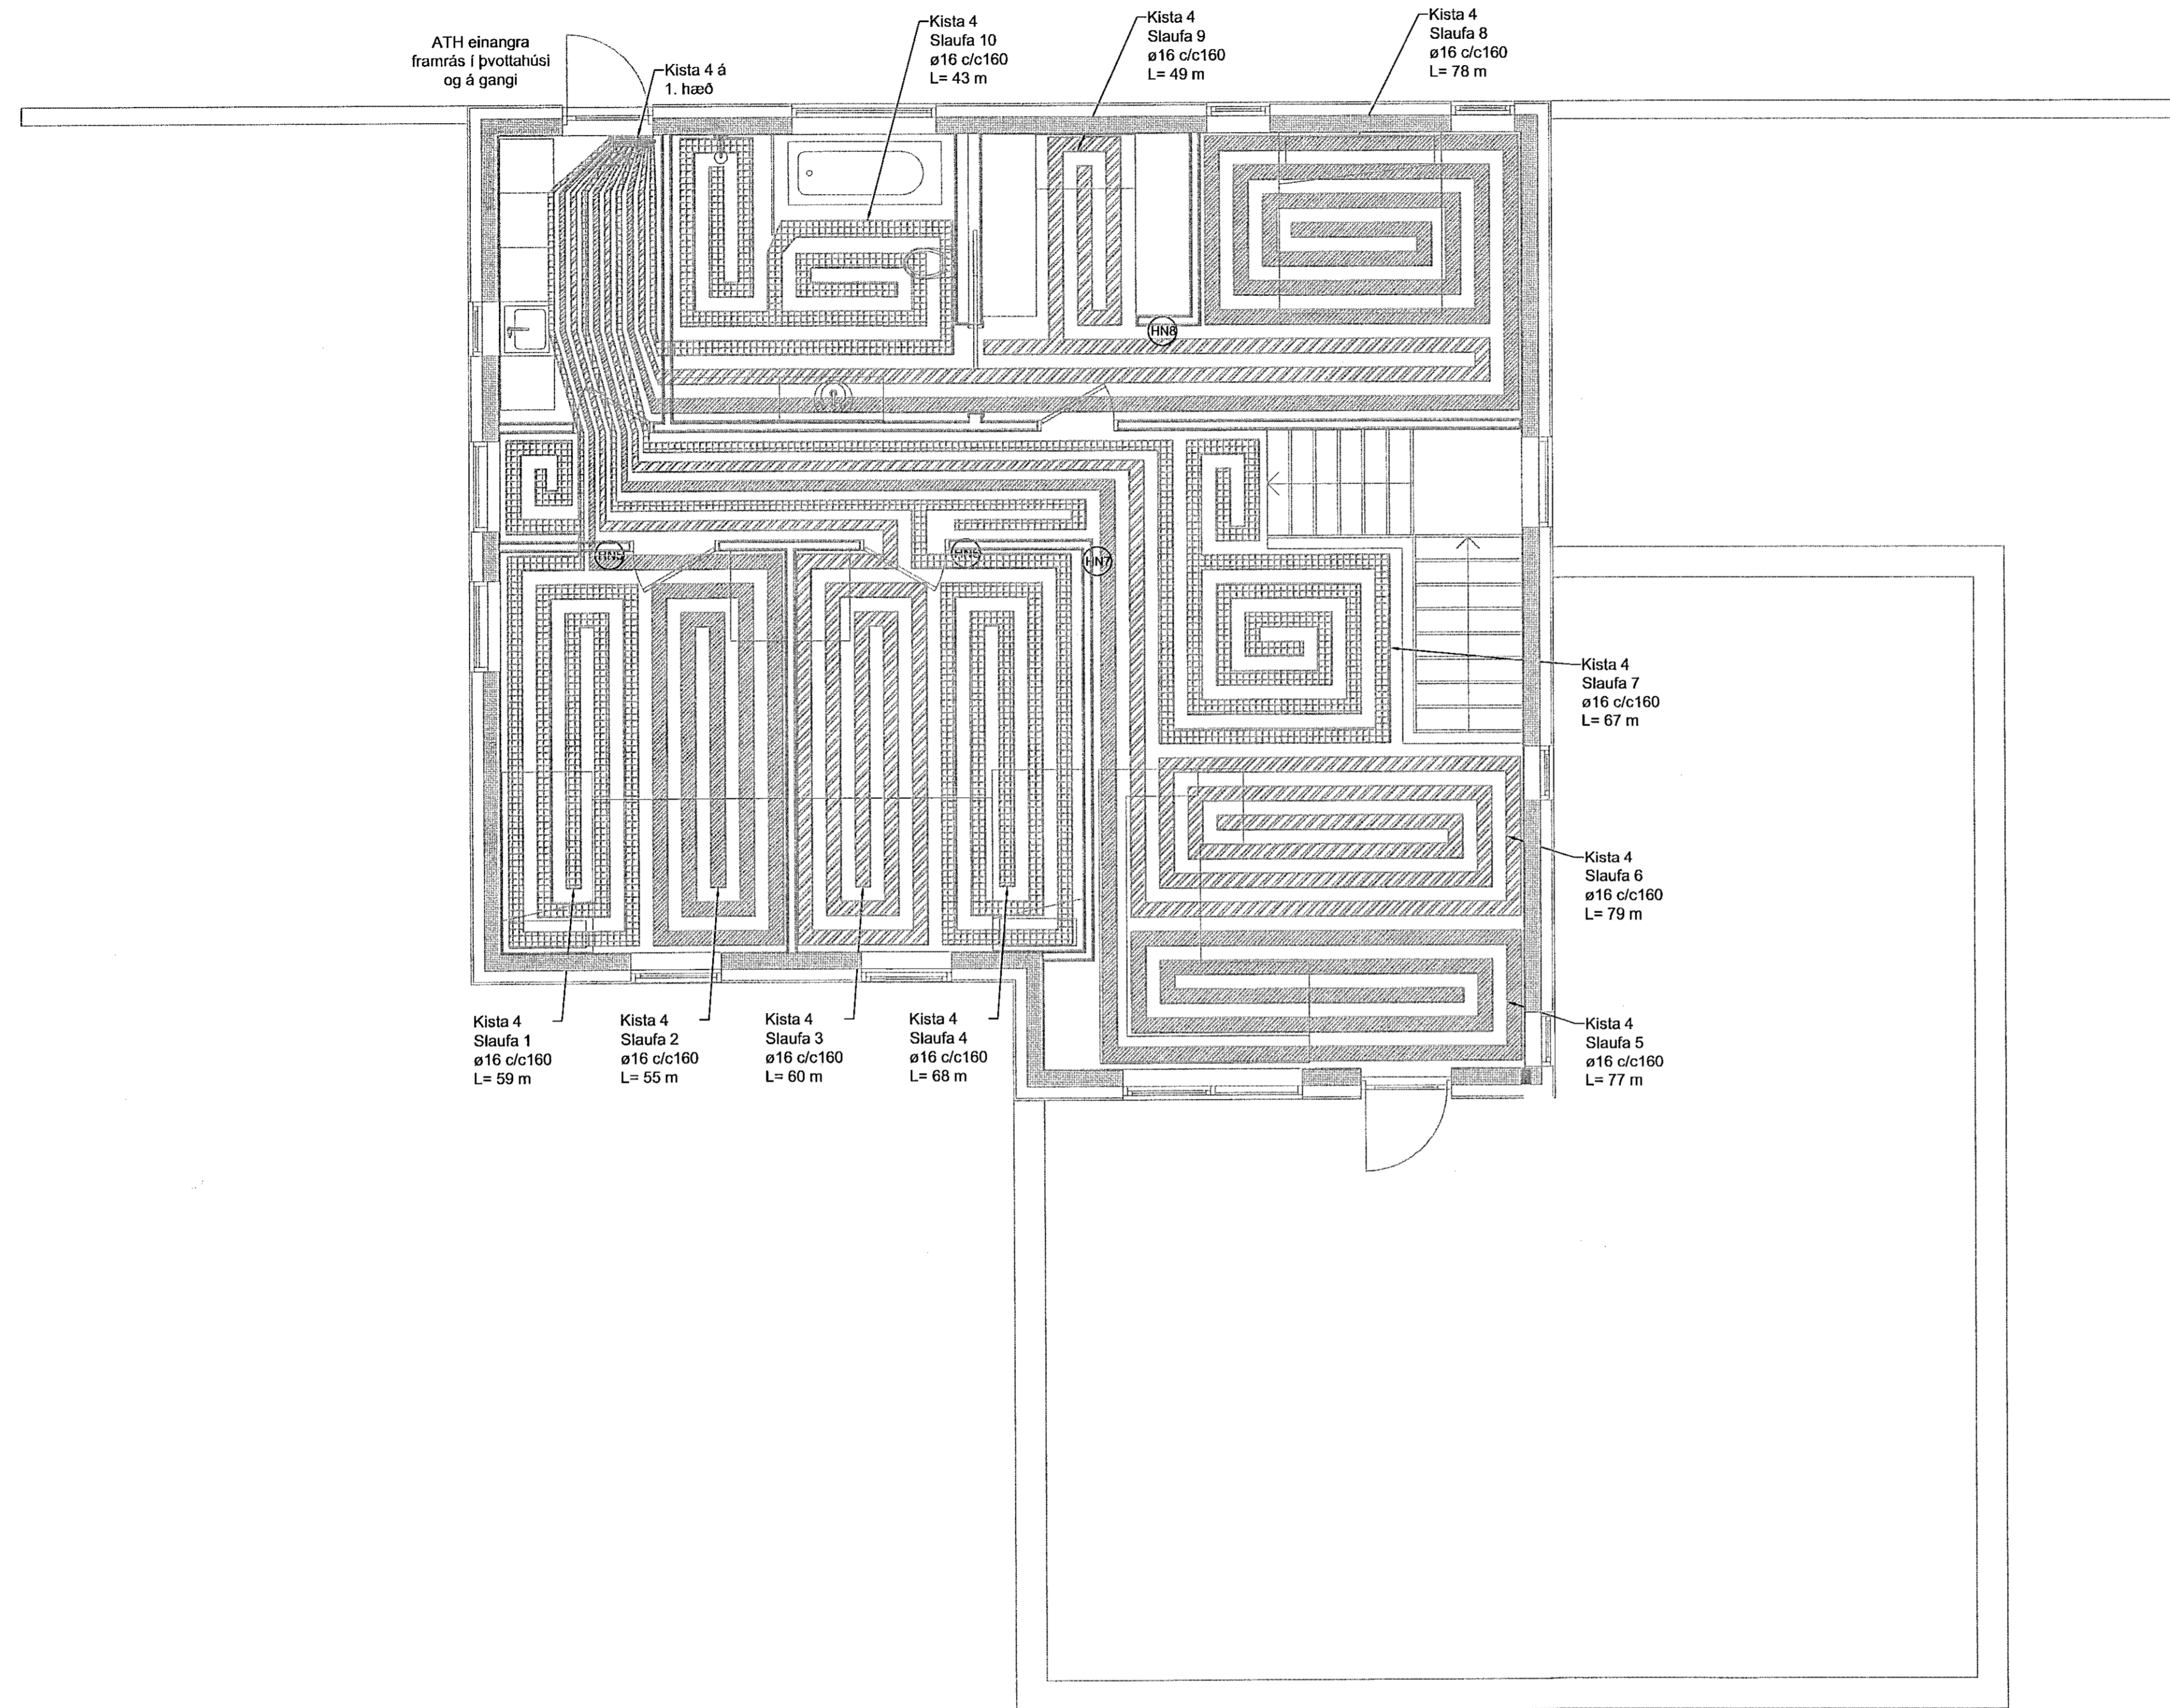 ATH einangra
framrás í þvottahúsi
og á gangi
Kista 4 á
1. hæð
Kista 4
Slaufa 10
ø16 c/c160
L= 43 m
Kista 4
Slaufa 9
ø16 c/c160
L= 49 m
Kista 4
Slaufa 8
ø16 c/c160
L= 78 m
HN8
HN5
HN6
HN7
Kista 4
Slaufa 7
ø16 c/c160
L= 67 m
Kista 4
Slaufa 6
ø16 c/c160
L= 79 m
Kista 4
Slaufa 5
ø16 c/c160
L= 77 m
Kista 4
Slaufa 1
ø16 c/c160
L= 59 m
Kista 4
Slaufa 2
ø16 c/c160
L= 55 m
Kista 4
Slaufa 3
ø16 c/c160
L= 60 m
Kista 4
Slaufa 4
ø16 c/c160
L= 68 m